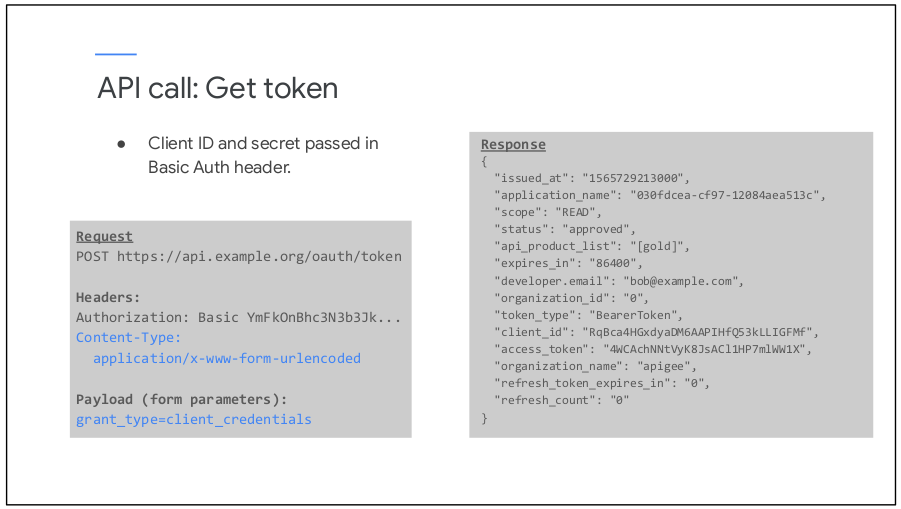 API call: Get token
● Client ID and secret passed in
Basic Auth header.
Request
POST https://api.example.org/oauth/token
Headers:
Authorization: Basic YmFkOnBhc3N3b3Jk...
Content-Type:
application/x-www-form-urlencoded
Payload (form parameters):
grant_type=client_credentials
Response
{
"issued_at": "1565729213000",
"application_name": "030fdcea-cf97-12084aea513c",
"scope": "READ",
"status": "approved",
"api_product_list": "[gold]",
"expires_in": "86400",
"developer.email": "bob@example.com",
"organization_id": "0",
"token_type": "BearerToken",
"client_id": "RqBca4HGxdyaDM6AAPIHfQ53kLLIGFMf",
"access_token": "4WCAchNNtVyK8JsACl1HP7mlWW1X",
"organization_name": "apigee",
"refresh_token_expires_in": "0",
"refresh_count": "0"
}